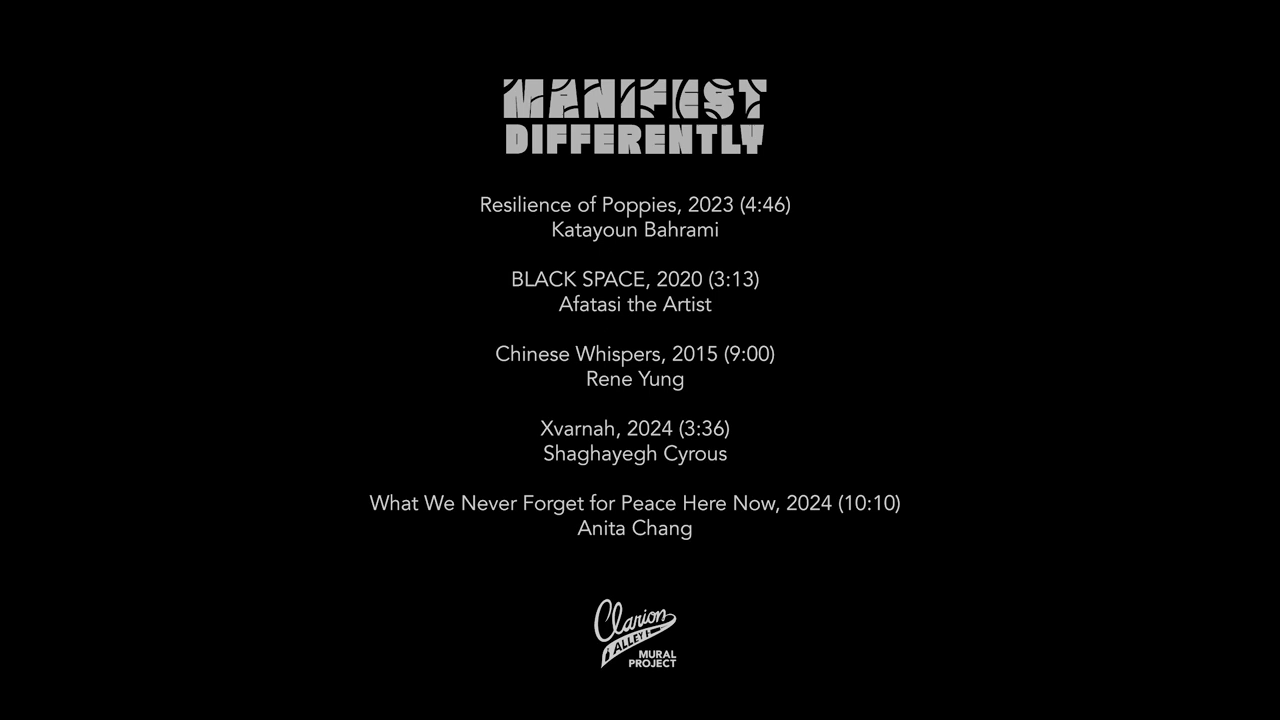 MANIFEST
DIFFERENTLY
Resilience of Poppies, 2023 (4:46)
Katayoun Bahrami
BLACK SPACE, 2020 (3:13)
Afatasi the Artist
Chinese Whispers, 2015 (9:00)
Rene Yung
Xvarnah, 2024 (3:36)
Shaghayegh Cyrous
What We Never Forget for Peace Here Now, 2024 (10:10)
Anita Chang
Clarion
ALLEY
MURAL
PROJECT